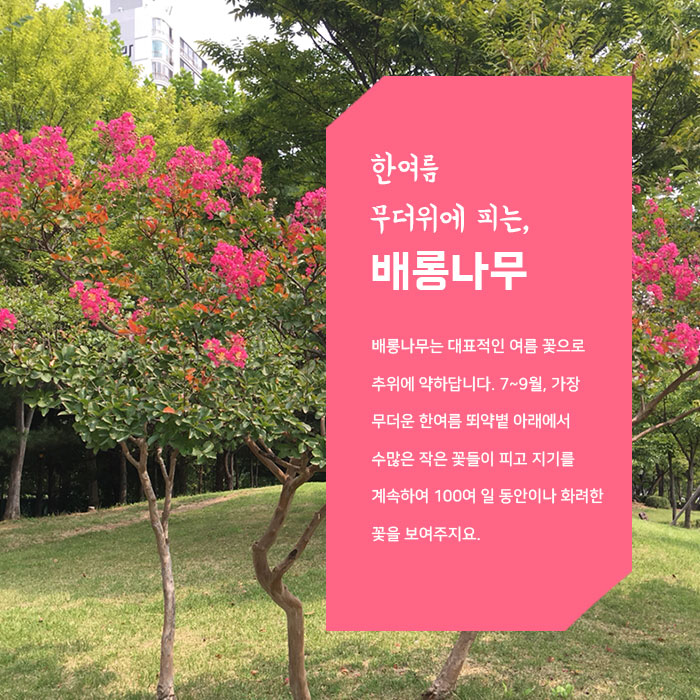 한여름
무더위에 피는,
배롱나무
배롱나무는 대표적인 여름 꽃으로
추위에 약하답니다. 7~9월, 가장
무더운 한여름 뙤약볕 아래에서
수많은 작은 꽃들이 피고 지기를
계속하여 100여 일 동안이나 화려한
꽃을 보여주지요.